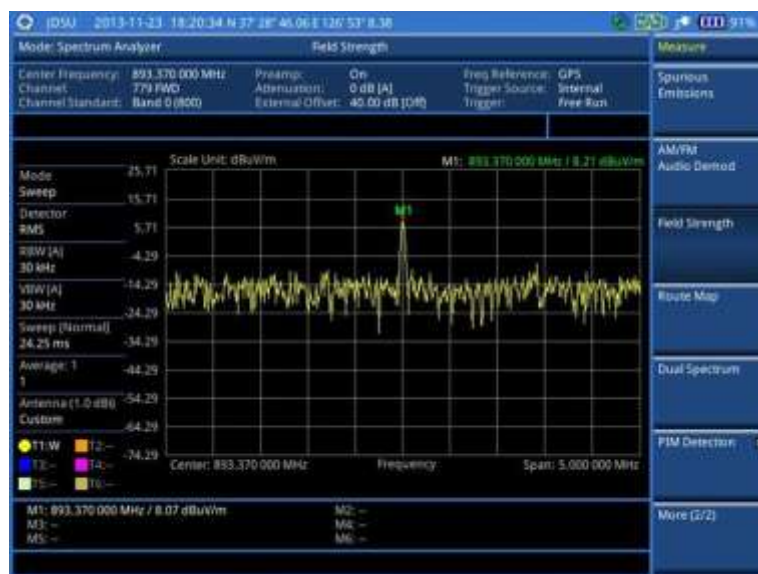 JDSU 2013-11-23 18:20:34 N 37° 28' 46.06 E 126° 53' 8.38
91%
Mode: Spectrum Analyzer
Field Strength
Measure
Center Frequency: 893.370 000 MHz
Channel: 779 FWD
Channel Standard: Band 0 (800)
Preamp: On
Attenuation: 0 dB [A]
External Offset: 40.00 dB [Off]
Freq Reference: GPS
Trigger Source: Internal
Trigger: Free Run
Scale Unit: dBuV/m
M1: 893.370 000 MHz / 8.21 dBuV/m
Mode
Sweep
Detector
RMS
RBW [A]
30 kHz
VBW [A]
30 kHz
Sweep [Normal]
24.25 ms
Average: 1
1
Antenna (1.0 dBi)
Custom
T1:W T2:--
T3:-- T4:--
T5:-- T6:--
25.71
15.71
5.71
-4.29
-14.29
-24.29
-34.29
-44.29
-54.29
-64.29
-74.29
M1
Center: 893.370 000 MHz
Frequency
Span: 5.000 000 MHz
M1: 893.370 000 MHz / 8.07 dBuV/m
M2: --
M3: --
M4: --
M5: --
M6: --
Spurious
Emissions
AM/FM
Audio Demod
Field Strength
Route Map
Dual Spectrum
PIM Detection
More (2/2)